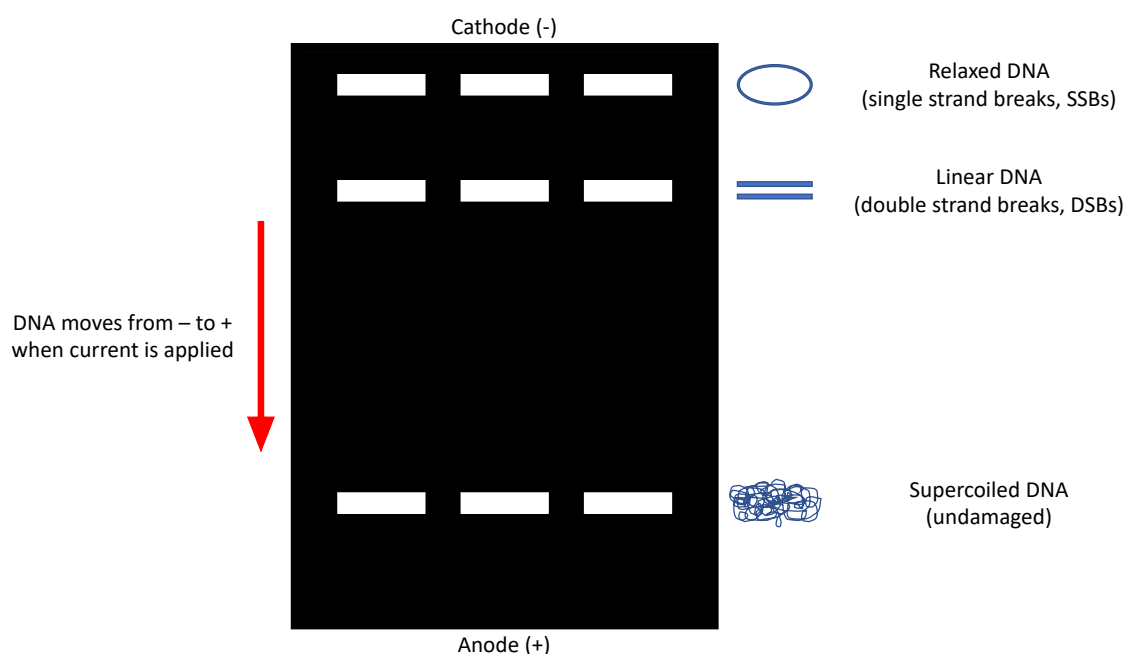 Cathode (-)
Relaxed DNA
(single strand breaks, SSBs)
Linear DNA
(double strand breaks, DSBs)
DNA moves from – to +
when current is applied
Supercoiled DNA
(undamaged)
Anode (+)